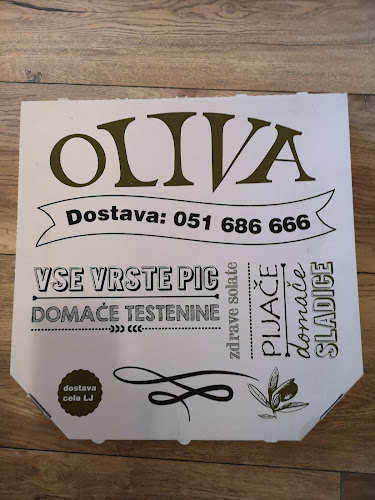 OLIVA
Dostava: 051 686 666
VSE VRSTE PIC
DOMAČE TESTENINE
zdrave solate
PIJAČE
domače
SLADICE
dostava
cela LJ